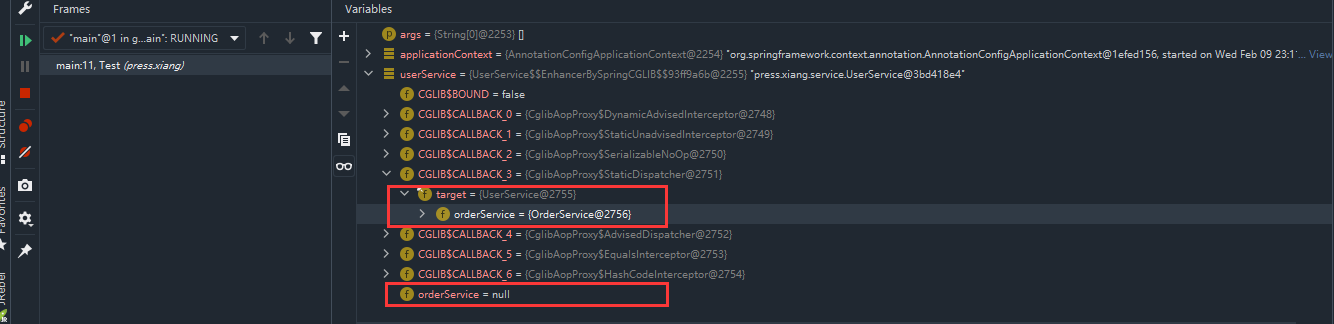 Frames
Variables
"main"@1 in g...ain": RUNNING
main:11, Test (press.xiang)
args = {String[0]@2253} []
applicationContext = {AnnotationConfigApplicationContext@2254} "org.springframework.context.annotation.AnnotationConfigApplicationContext@1efed156, started on Wed Feb 09 23:1... View
userService = {UserService$$EnhancerBySpringCGLIB$$93ff9a6b@2255} "press.xiang.service.UserService@3bd418e4"
CGLIB$BOUND = false
CGLIB$CALLBACK_0 = {CglibAopProxy$DynamicAdvisedInterceptor@2748}
CGLIB$CALLBACK_1 = {CglibAopProxy$StaticUnadvisedInterceptor@2749}
CGLIB$CALLBACK_2 = {CglibAopProxy$SerializableNoOp@2750}
CGLIB$CALLBACK_3 = {CglibAopProxy$StaticDispatcher@2751}
target = {UserService@2755}
orderService = {OrderService@2756}
CGLIB$CALLBACK_4 = {CglibAopProxy$AdvisedDispatcher@2752}
CGLIB$CALLBACK_5 = {CglibAopProxy$EqualsInterceptor@2753}
CGLIB$CALLBACK_6 = {CglibAopProxy$HashCodeInterceptor@2754}
orderService = null
Structure
Favorites
JRebel